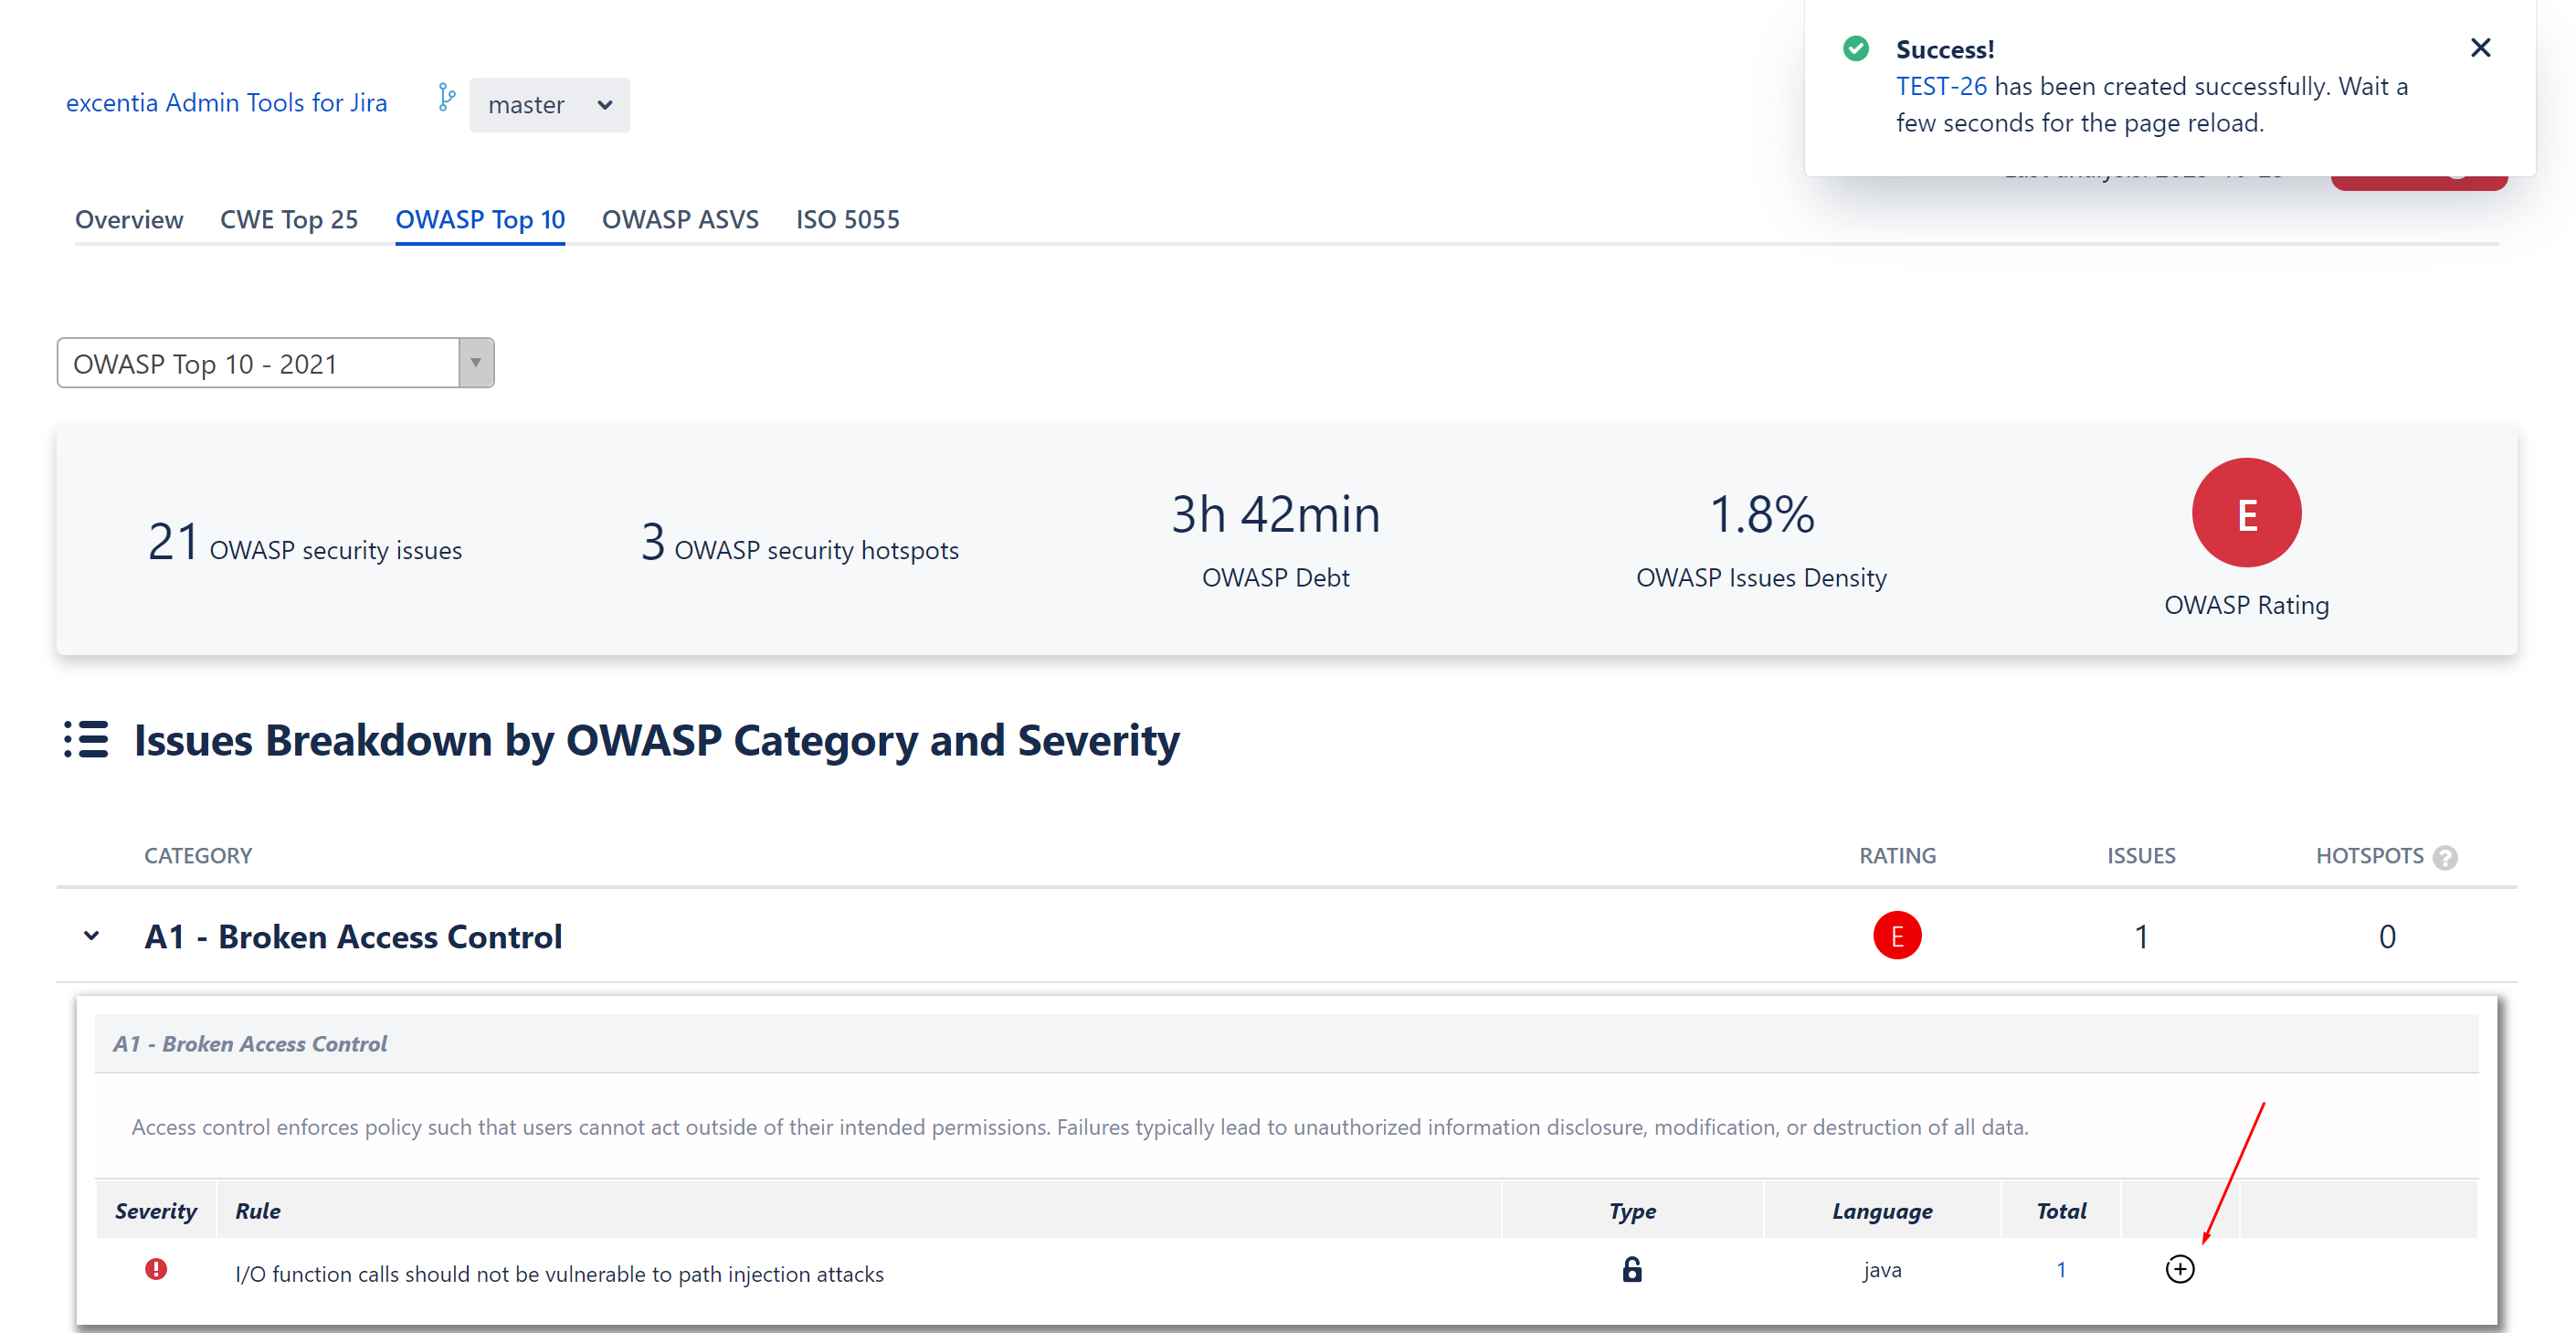 Success!
TEST-26 has been created successfully. Wait a
few seconds for the page reload.
excentia Admin Tools for Jira
master
Overview CWE Top 25 OWASP Top 10 OWASP ASVS ISO 5055
OWASP Top 10 - 2021
21 OWASP security issues
3 OWASP security hotspots
3h 42min
OWASP Debt
1.8%
OWASP Issues Density
E
OWASP Rating
Issues Breakdown by OWASP Category and Severity
CATEGORY RATING ISSUES HOTSPOTS ?
A1 - Broken Access Control E 1 0
A1 - Broken Access Control
Access control enforces policy such that users cannot act outside of their intended permissions. Failures typically lead to unauthorized information disclosure, modification, or destruction of all data.
Severity Rule Type Language Total
I/O function calls should not be vulnerable to path injection attacks java 1